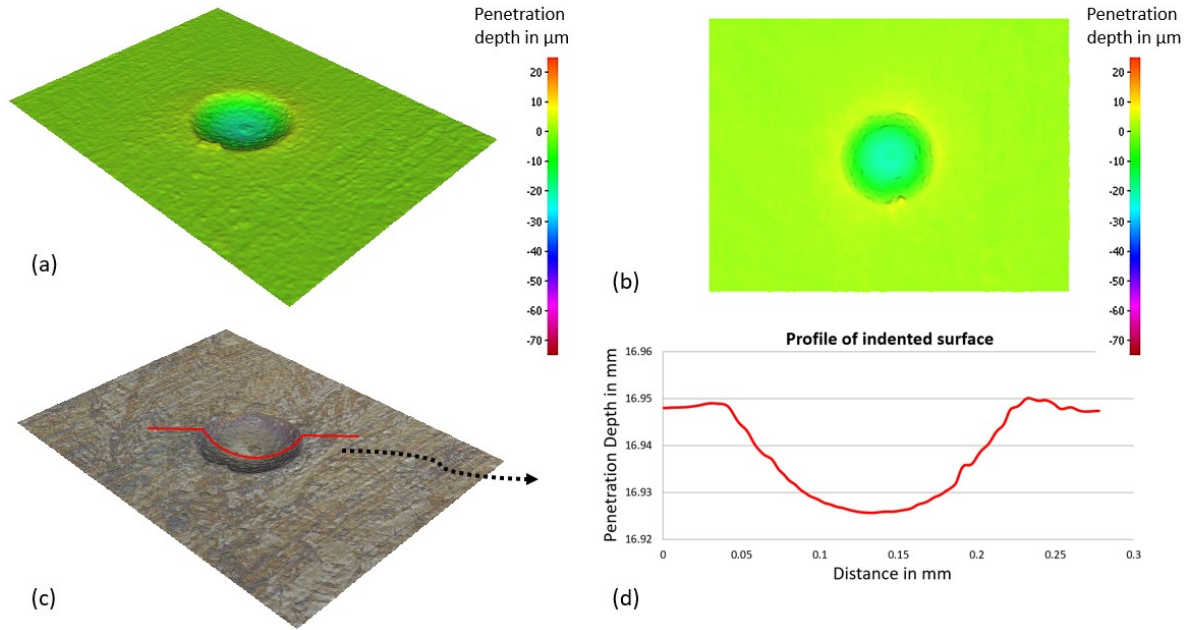 Penetration
depth in µm
20
10
0
-10
-20
-30
-40
-50
-60
-70
(a)
Penetration
depth in µm
20
10
0
-10
-20
-30
-40
-50
-60
-70
(b)
(c)
Profile of indented surface
Penetration Depth in mm
16.96
16.95
16.94
16.93
16.92
0
0.05
0.1
0.15
0.2
0.25
0.3
Distance in mm
(d)